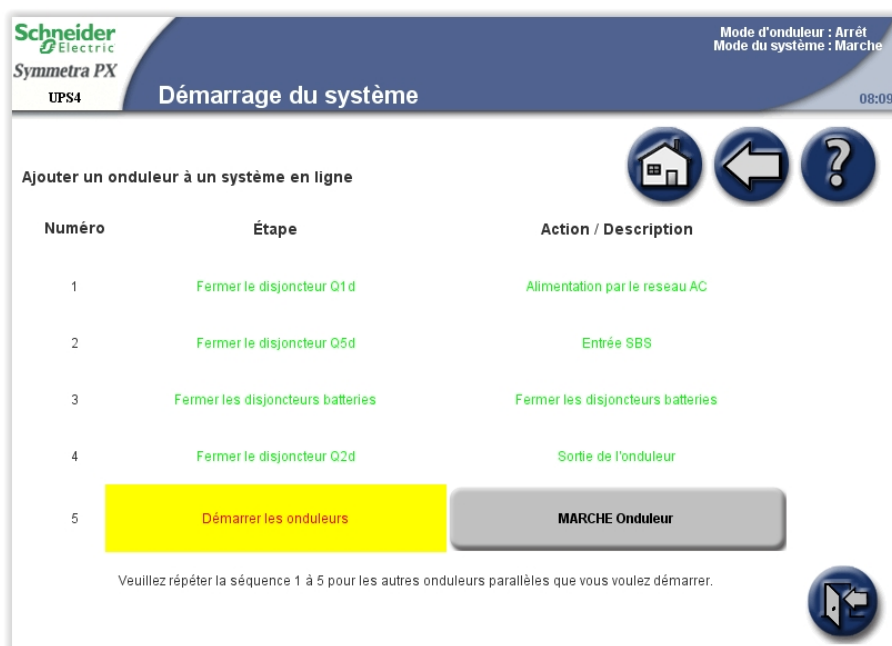 Schneider
Electric
Symmetra PX
UPS4
Démarrage du système
Mode d'onduleur : Arrêt
Mode du système : Marche
08:09
Ajouter un onduleur à un système en ligne
?
Numéro Étape Action / Description
1 Fermer le disjoncteur Q1d Alimentation par le reseau AC
2 Fermer le disjoncteur Q5d Entrée SBS
3 Fermer les disjoncteurs batteries Fermer les disjoncteurs batteries
4 Fermer le disjoncteur Q2d Sortie de l'onduleur
5 Démarrer les onduleurs MARCHE Onduleur
Veuillez répéter la séquence 1 à 5 pour les autres onduleurs parallèles que vous voulez démarrer.